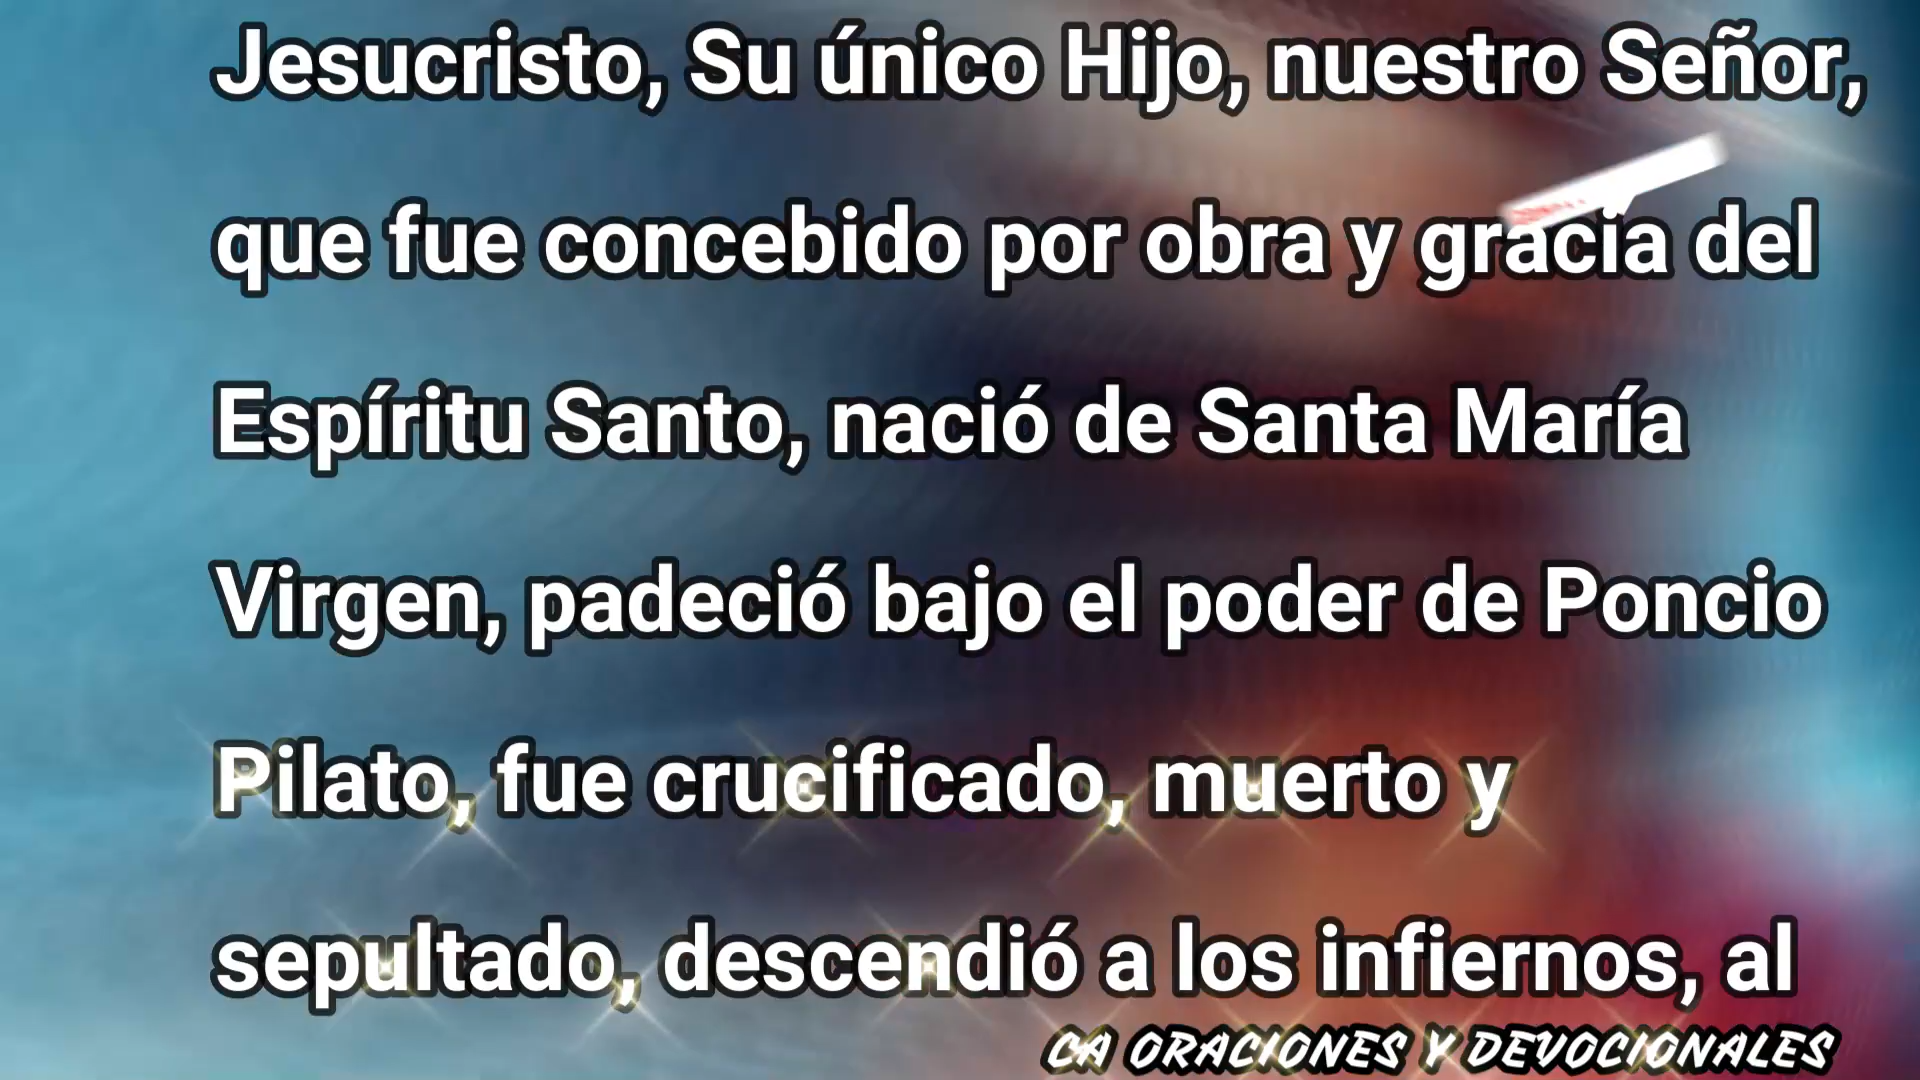 Jesucristo, Su único Hijo, nuestro Señor,
que fue concebido por obra y gracia del
Espíritu Santo, nació de Santa María
Virgen, padeció bajo el poder de Poncio
Pilato, fue crucificado, muerto y
sepultado, descendió a los infiernos, al
CA ORACIONES Y DEVOCIONALES